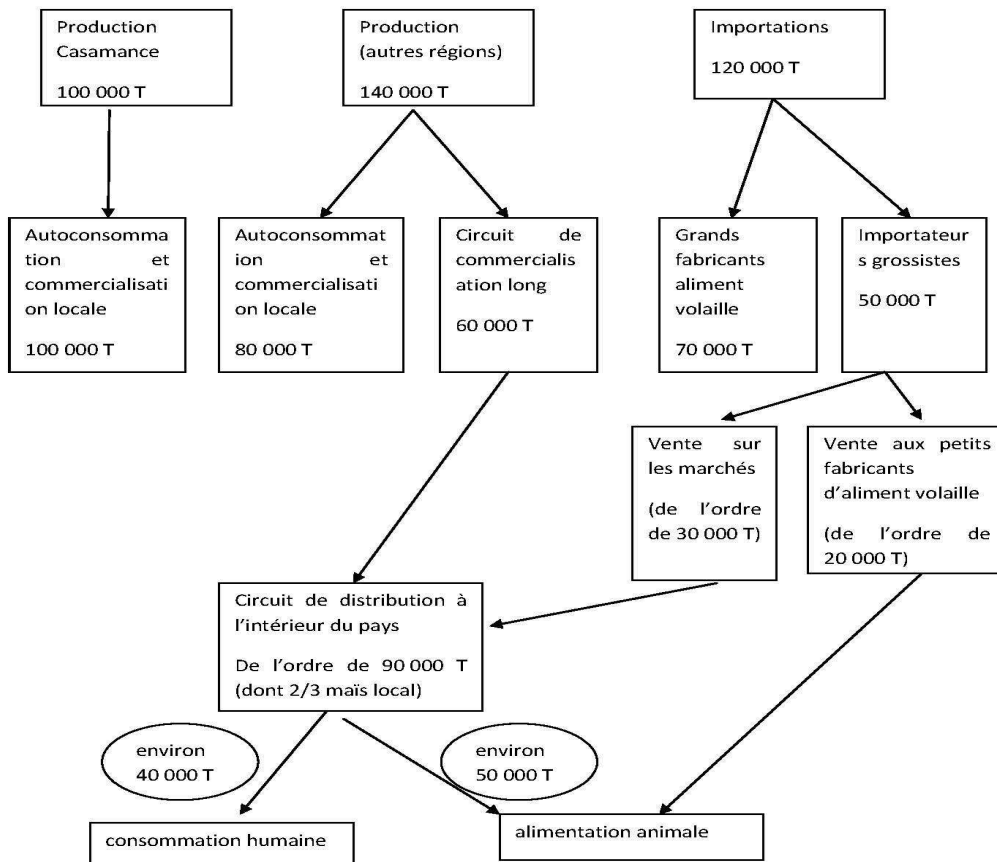 Production
Casamance
100 000 T
Production
(autres régions)
140 000 T
Importations
120 000 T
Autoconsomma
tion et
commercialisati
on locale
100 000 T
Autoconsommat
ion et
commercialisati
on locale
80 000 T
Circuit de
commercialis
ation long
60 000 T
Grands
fabricants
aliment
volaille
70 000 T
Importateur
s grossistes
50 000 T
Vente sur
les marchés
(de l'ordre
de 30 000 T)
Vente aux petits
fabricants
d'aliment volaille
(de l'ordre de
20 000 T)
Circuit de distribution à
l'intérieur du pays
De l'ordre de 90 000 T
(dont 2/3 maïs local)
environ
40 000 T
environ
50 000 T
consommation humaine
alimentation animale